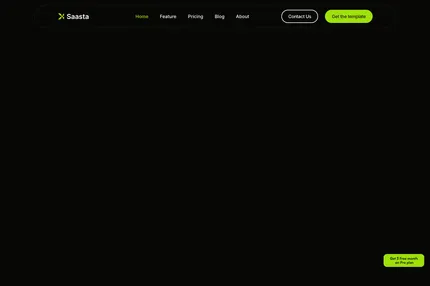 Saasta
Home
Feature
Pricing
Blog
About
Contact Us
Get the template
Get 2 free month
on Pro plan